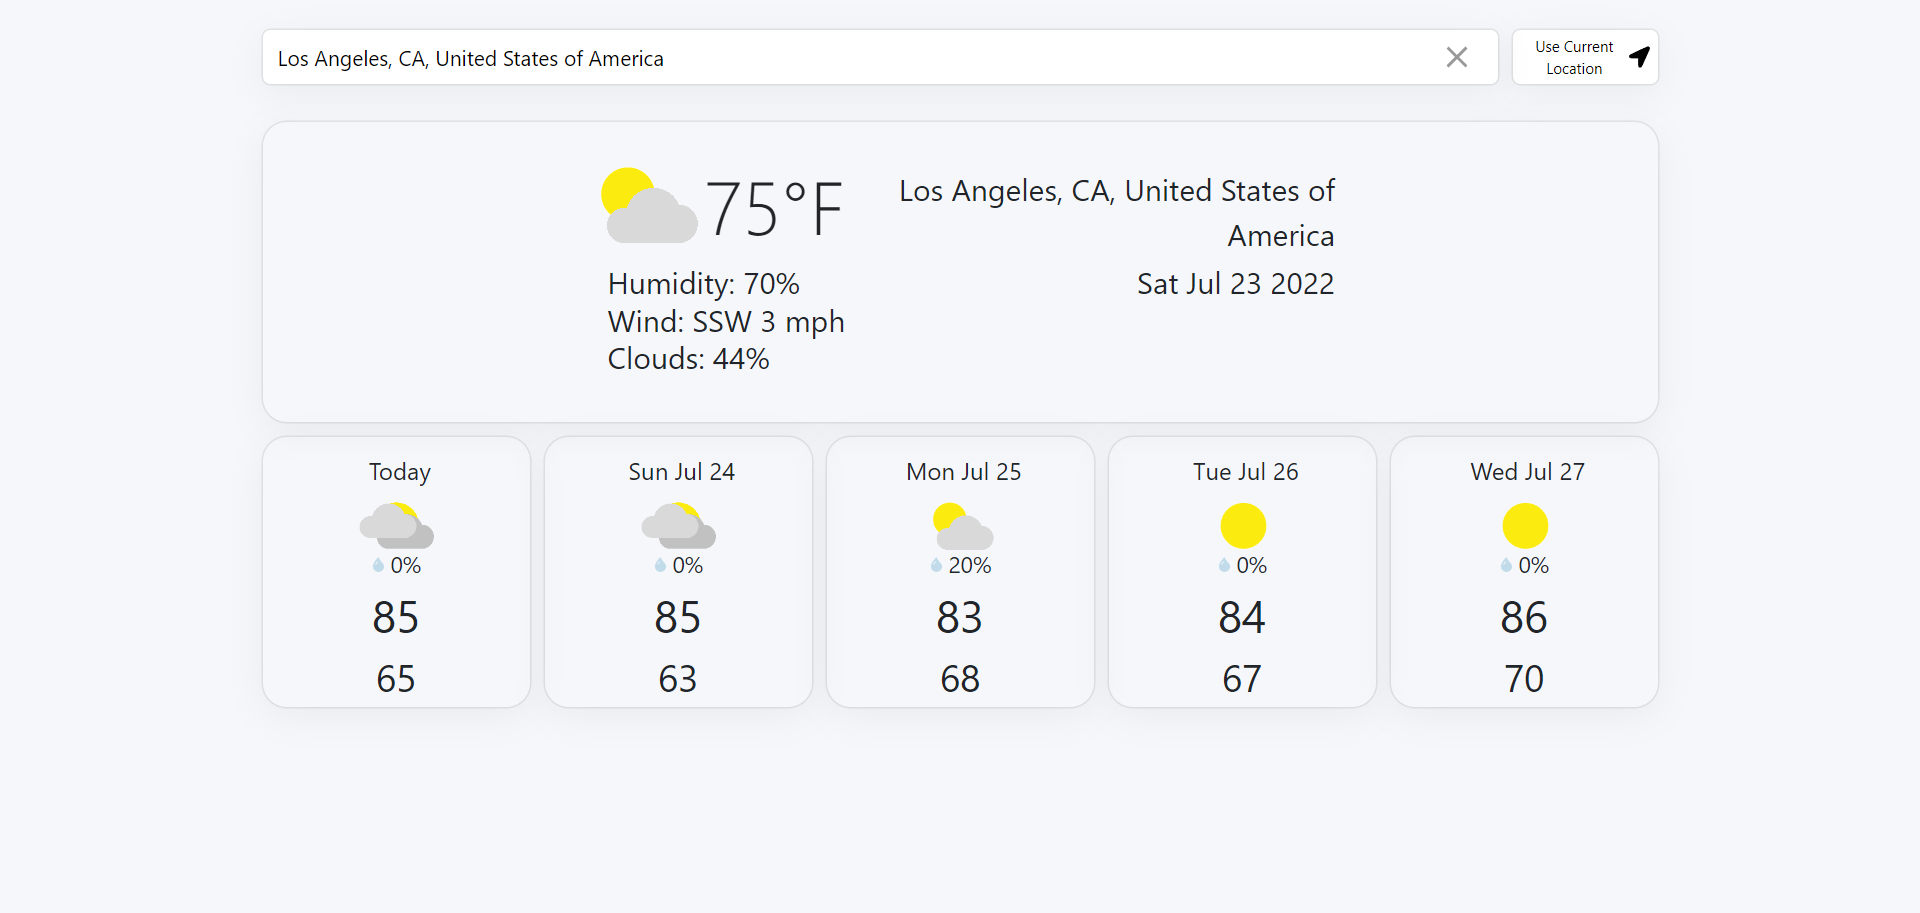 Los Angeles, CA, United States of America
Use Current
Location
75°F
Los Angeles, CA, United States of
America
Humidity: 70%
Sat Jul 23 2022
Wind: SSW 3 mph
Clouds: 44%
Today
0%
85
65
Sun Jul 24
0%
85
63
Mon Jul 25
20%
83
68
Tue Jul 26
0%
84
67
Wed Jul 27
0%
86
70